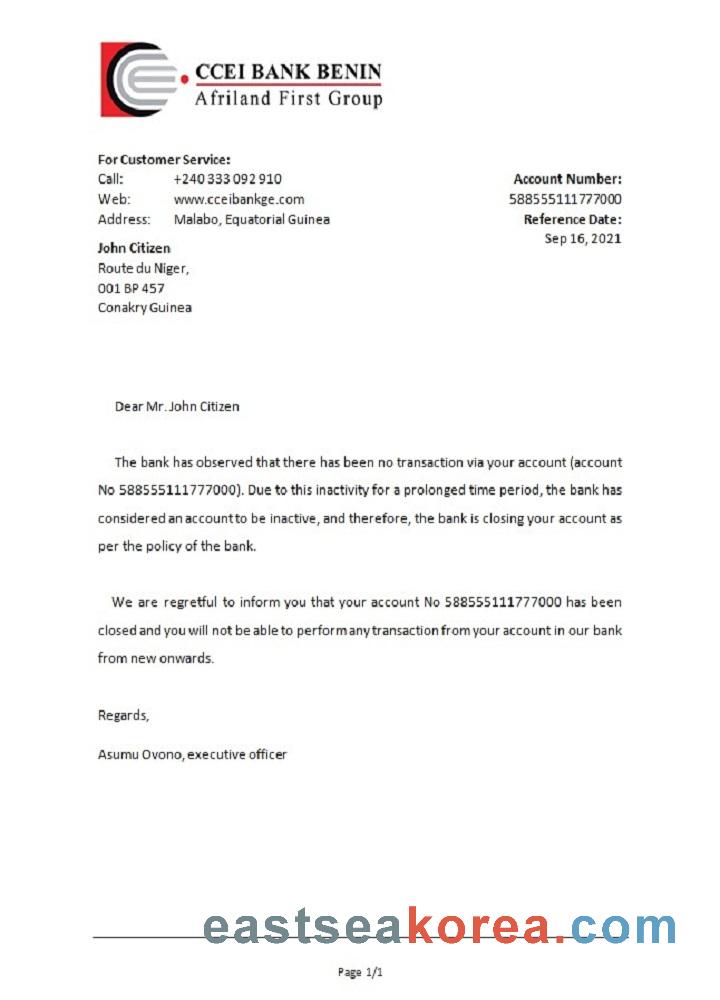 CCEI BANK BENIN
Afriland First Group
For Customer Service:
Call: +240 333 092 910
Web: www.cceibankge.com
Address: Malabo, Equatorial Guinea
Account Number:
588555111777000
Reference Date:
Sep 16, 2021
John Citizen
Route du Niger,
001 BP 457
Conakry Guinea
Dear Mr. John Citizen
The bank has observed that there has been no transaction via your account (account
No 588555111777000). Due to this inactivity for a prolonged time period, the bank has
considered an account to be inactive, and therefore, the bank is closing your account as
per the policy of the bank.
We are regretful to inform you that your account No 588555111777000 has been
closed and you will not be able to perform any transaction from your account in our bank
from new onwards.
Regards,
Asumu Ovono, executive officer
eastseakorea.com
Page 1/1